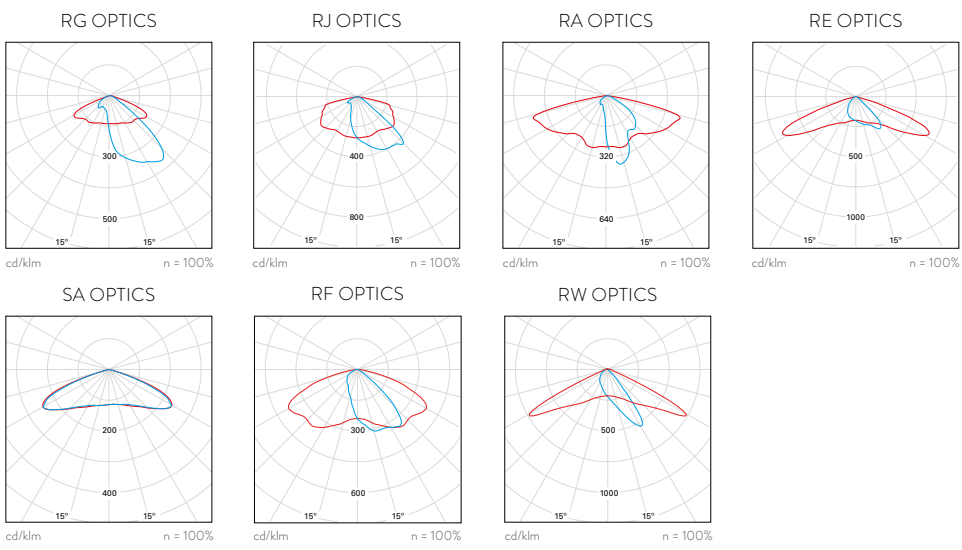 RG OPTICS
300
500
15°
15°
cd/klm
n = 100%
RJ OPTICS
400
800
15°
15°
cd/klm
n = 100%
RA OPTICS
320
640
15°
15°
cd/klm
n = 100%
RE OPTICS
500
1000
15°
15°
cd/klm
n = 100%
SA OPTICS
200
400
15°
15°
cd/klm
n = 100%
RF OPTICS
300
600
15°
15°
cd/klm
n = 100%
RW OPTICS
500
1000
15°
15°
cd/klm
n = 100%